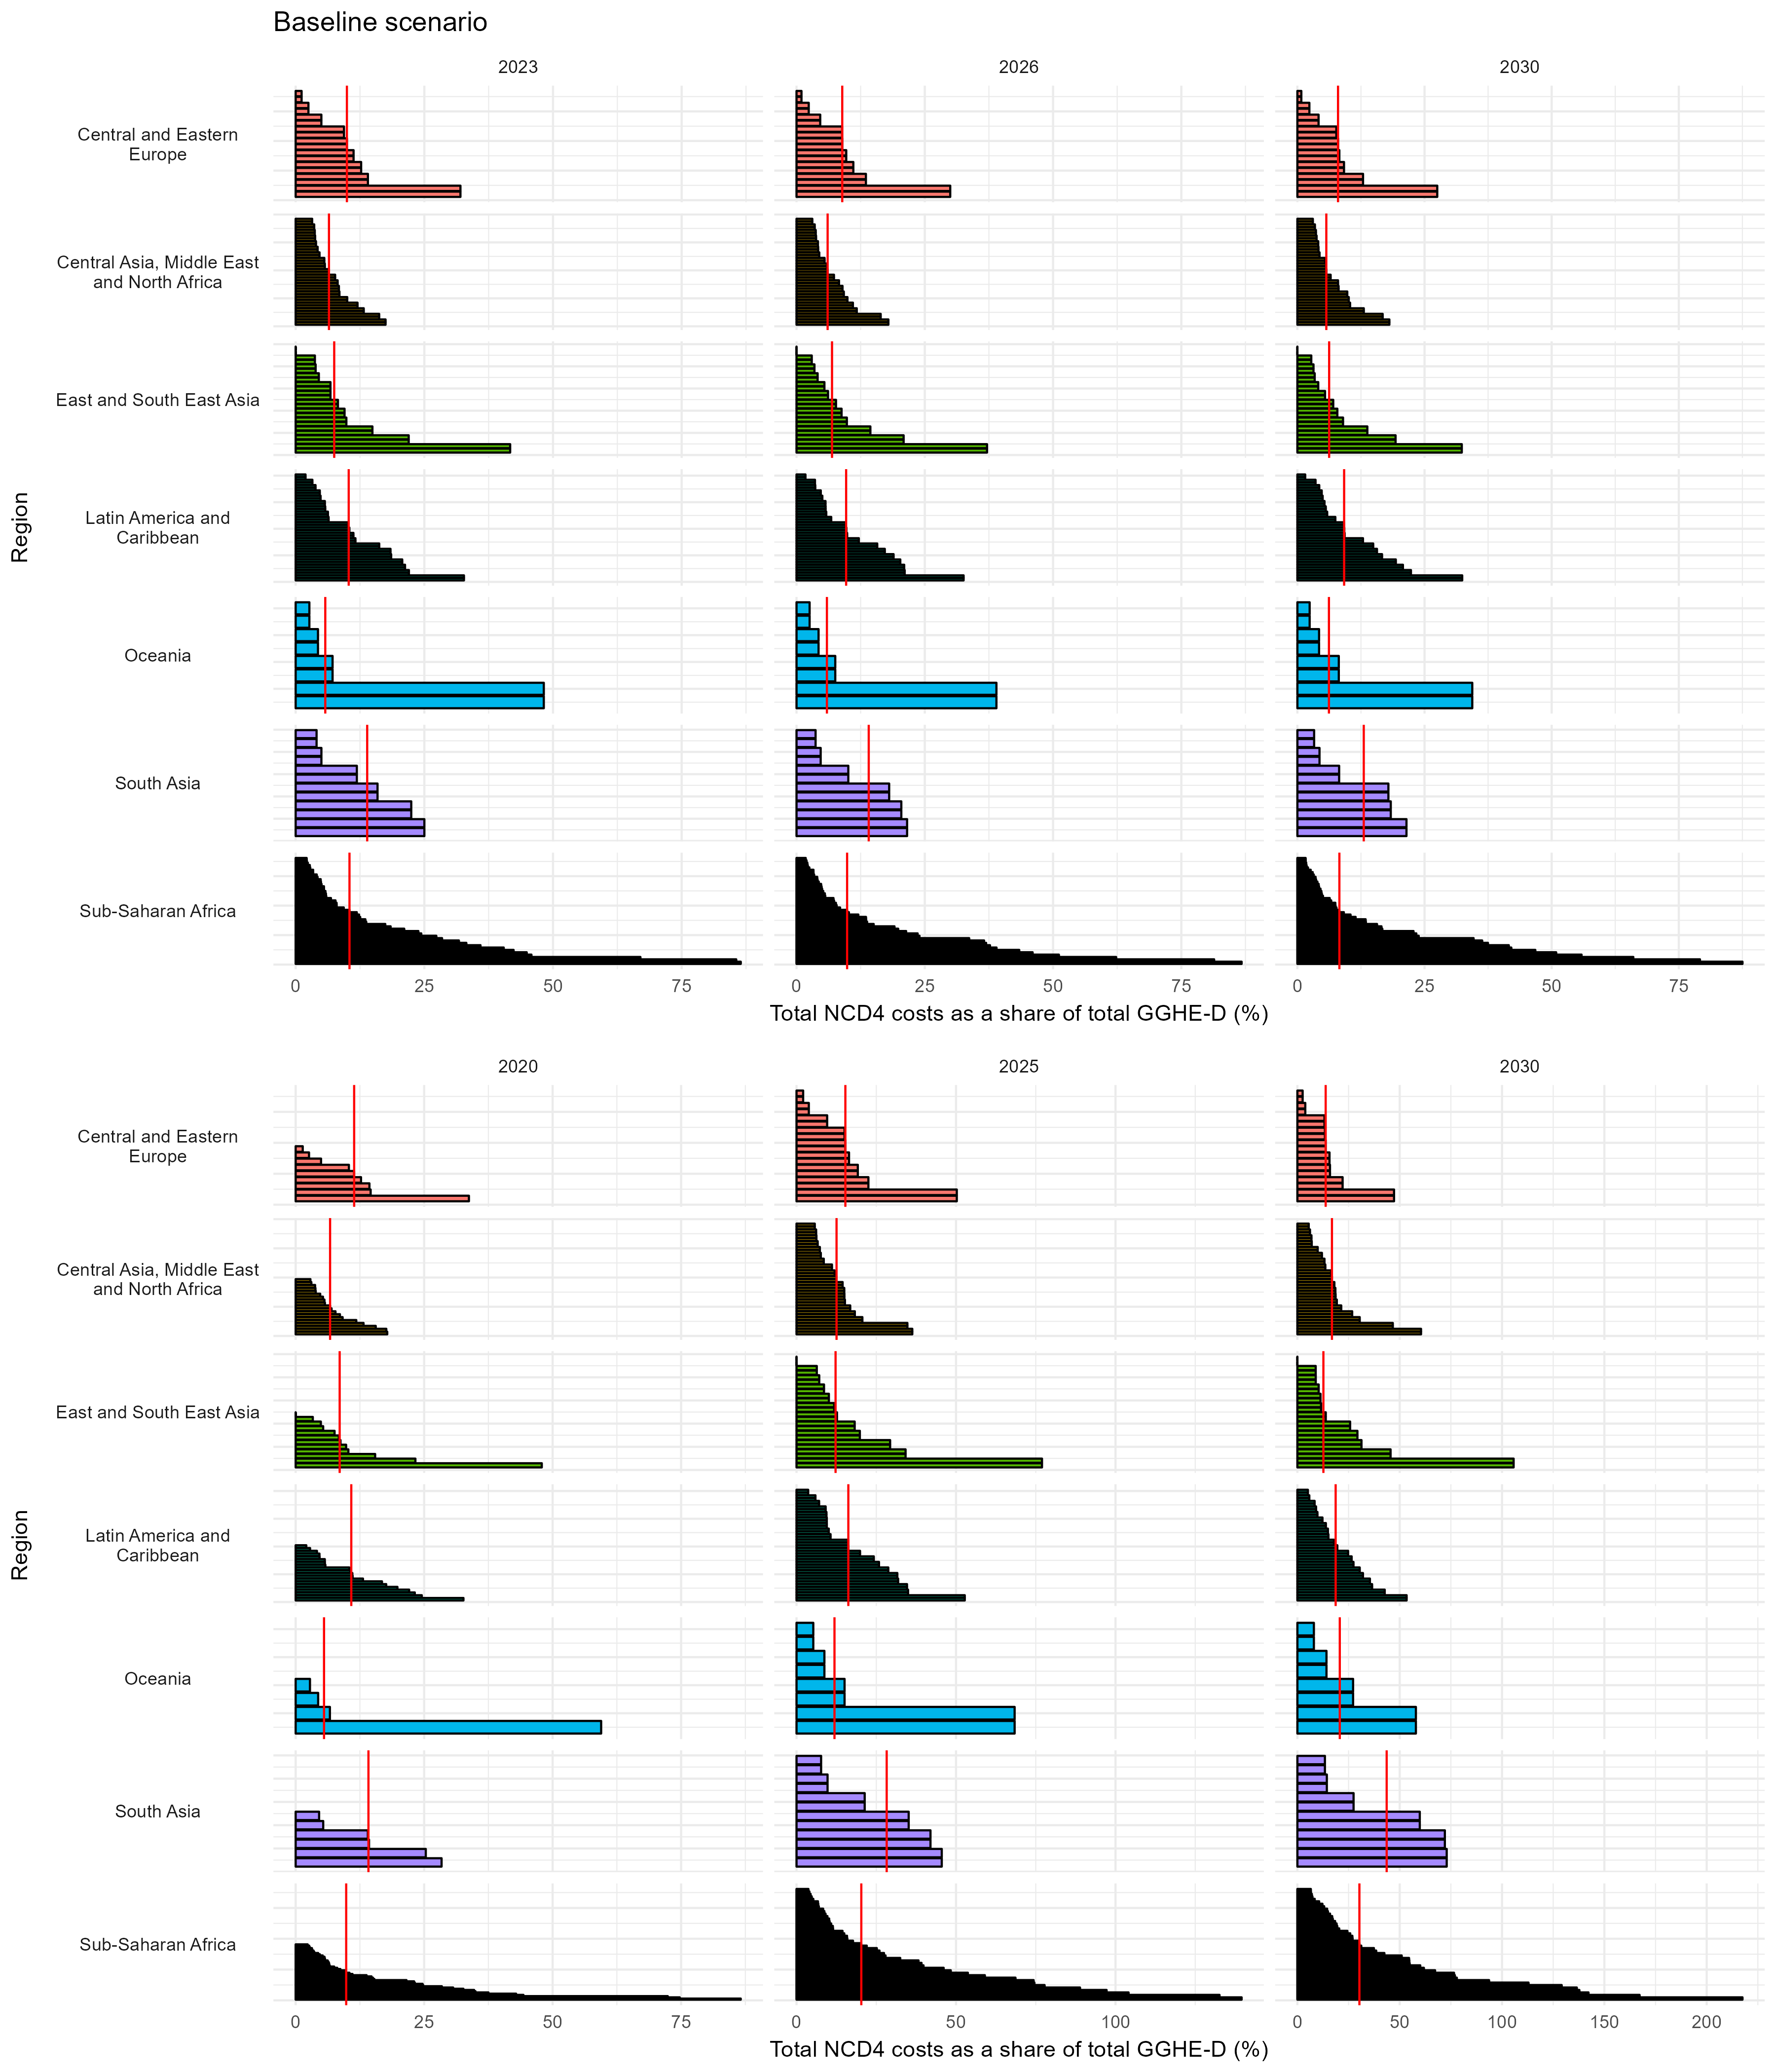 Baseline scenario
2023 2026 2030
Region
Central and Eastern
Europe
Central Asia, Middle East
and North Africa
East and South East Asia
Latin America and
Caribbean
Oceania
South Asia
Sub-Saharan Africa
0 25 50 75 0 25 50 75 0 25 50 75
Total NCD4 costs as a share of total GGHE-D (%)
2020 2025 2030
Region
Central and Eastern
Europe
Central Asia, Middle East
and North Africa
East and South East Asia
Latin America and
Caribbean
Oceania
South Asia
Sub-Saharan Africa
0 25 50 75 0 50 100 0 50 100 150 200
Total NCD4 costs as a share of total GGHE-D (%)